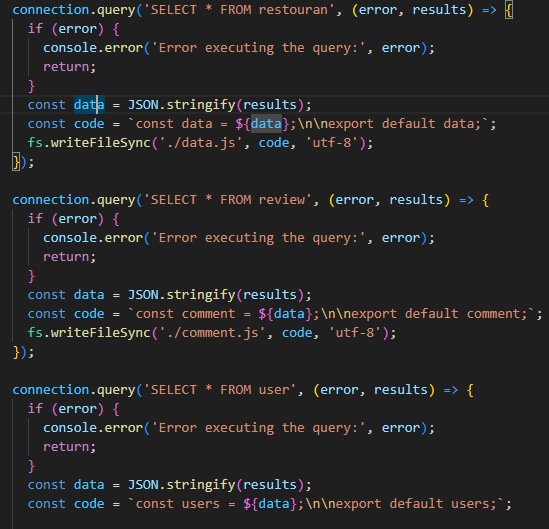 connection.query('SELECT * FROM restouran', (error, results) => {
  if (error) {
    console.error('Error executing the query:', error);
    return;
  }
  const data = JSON.stringify(results);
  const code = `const data = ${data};\n\nexport default data;`;
  fs.writeFileSync('./data.js', code, 'utf-8');
});

connection.query('SELECT * FROM review', (error, results) => {
  if (error) {
    console.error('Error executing the query:', error);
    return;
  }
  const data = JSON.stringify(results);
  const code = `const comment = ${data};\n\nexport default comment;`;
  fs.writeFileSync('./comment.js', code, 'utf-8');
});

connection.query('SELECT * FROM user', (error, results) => {
  if (error) {
    console.error('Error executing the query:', error);
    return;
  }
  const data = JSON.stringify(results);
  const code = `const users = ${data};\n\nexport default users;`;